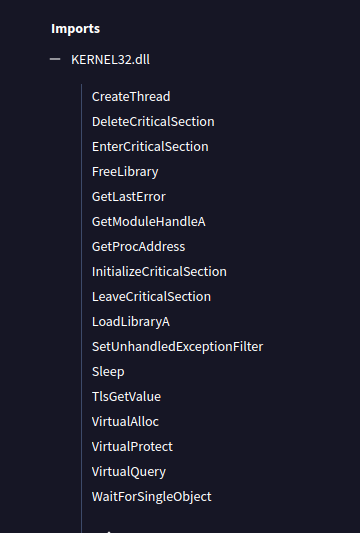 Imports
KERNEL32.dll
CreateThread
DeleteCriticalSection
EnterCriticalSection
FreeLibrary
GetLastError
GetModuleHandleA
GetProcAddress
InitializeCriticalSection
LeaveCriticalSection
LoadLibraryA
SetUnhandledExceptionFilter
Sleep
TlsGetValue
VirtualAlloc
VirtualProtect
VirtualQuery
WaitForSingleObject